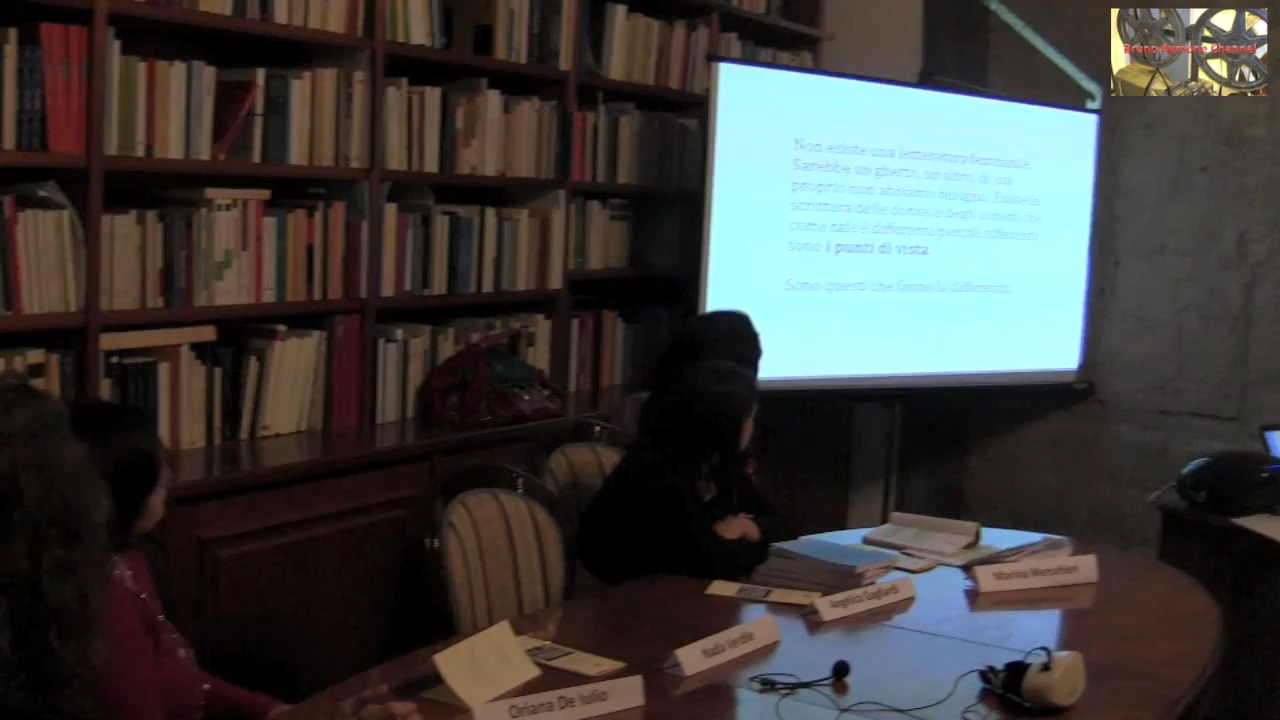 Bruno Aymone Channel
Non esiste una letteratura femminile.
Sarebbe un ghetto, un altro, di cui
proprio non abbiamo bisogno. Esiste la
scrittura delle donne e degli uomini che
come tale è differente perché differenti
sono i punti di vista.
Sono questi che fanno la differenza.
Angelica Gagliardi
Nadia Verdile
Oriana De Iulio